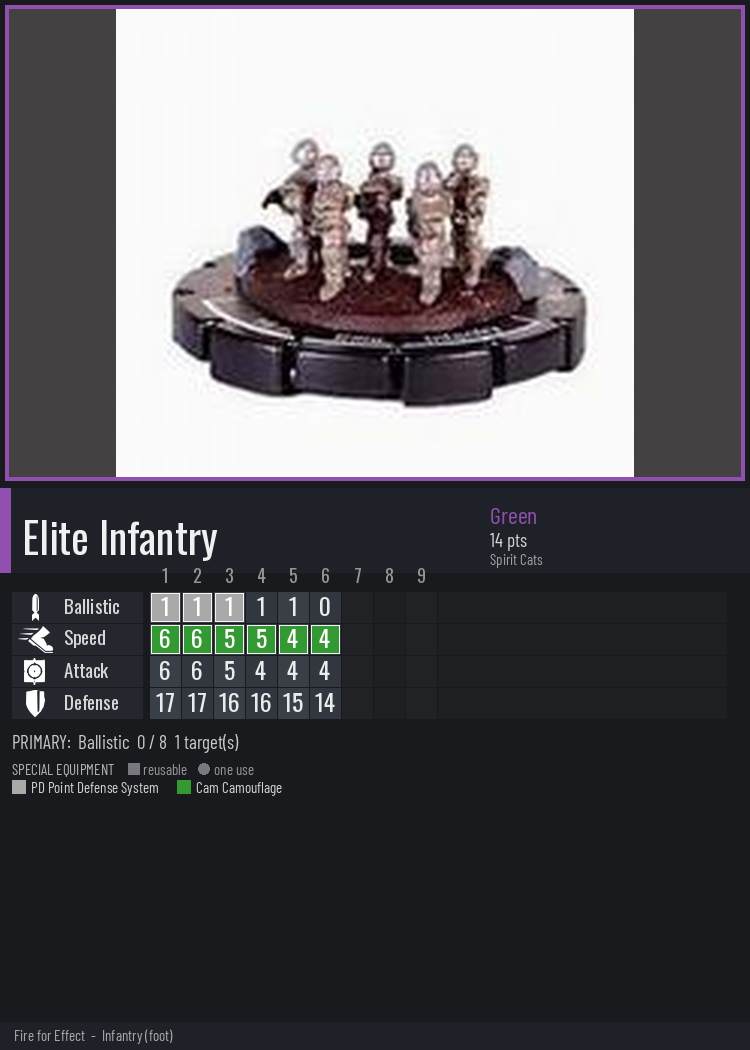 Elite Infantry
Green
14 pts
Spirit Cats
1 2 3 4 5 6 7 8 9
Ballistic 1 1 1 1 1 0
Speed 6 6 5 5 4 4
Attack 6 6 5 4 4 4
Defense 17 17 16 16 15 14
PRIMARY: Ballistic 0 / 8 1 target(s)
SPECIAL EQUIPMENT reusable one use
PD Point Defense System Cam Camouflage
Fire for Effect - Infantry (foot)